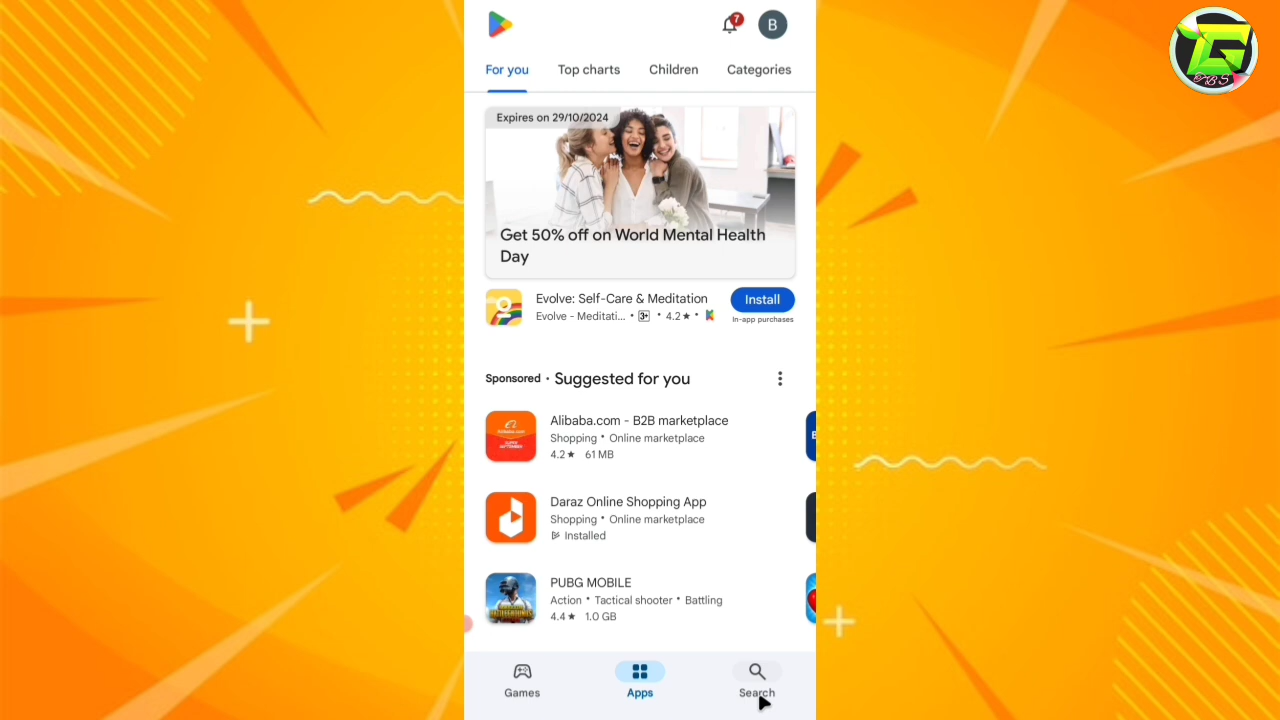 7
B
For you
Top charts
Children
Categories
Expires on 29/10/2024
Get 50% off on World Mental Health
Day
Evolve: Self-Care & Meditation
Evolve - Meditati... • 3+ • 4.2★ •
Install
In-app purchases
Sponsored • Suggested for you
Alibaba.com - B2B marketplace
Shopping • Online marketplace
4.2★ 61 MB
Daraz Online Shopping App
Shopping • Online marketplace
Installed
PUBG MOBILE
Action • Tactical shooter • Battling
4.4★ 1.0 GB
Games
Apps
Search